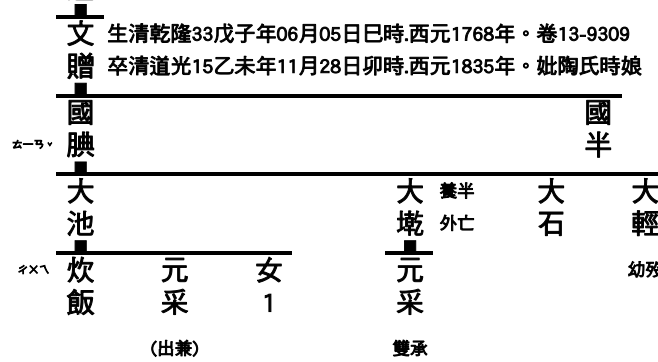 文贈 生清乾隆33戊子年06月05日巳時.西元1768年。卷13-9309
卒清道光15乙未年11月28日卯時.西元1835年。妣陶氏時娘
國腆 ㄊㄧㄢˇ
國半
大池
大墘 養半 外亡
大石
大輕
炊飯 ㄔㄨㄟ
元采 (出兼)
女1
元采 雙承
幼歿